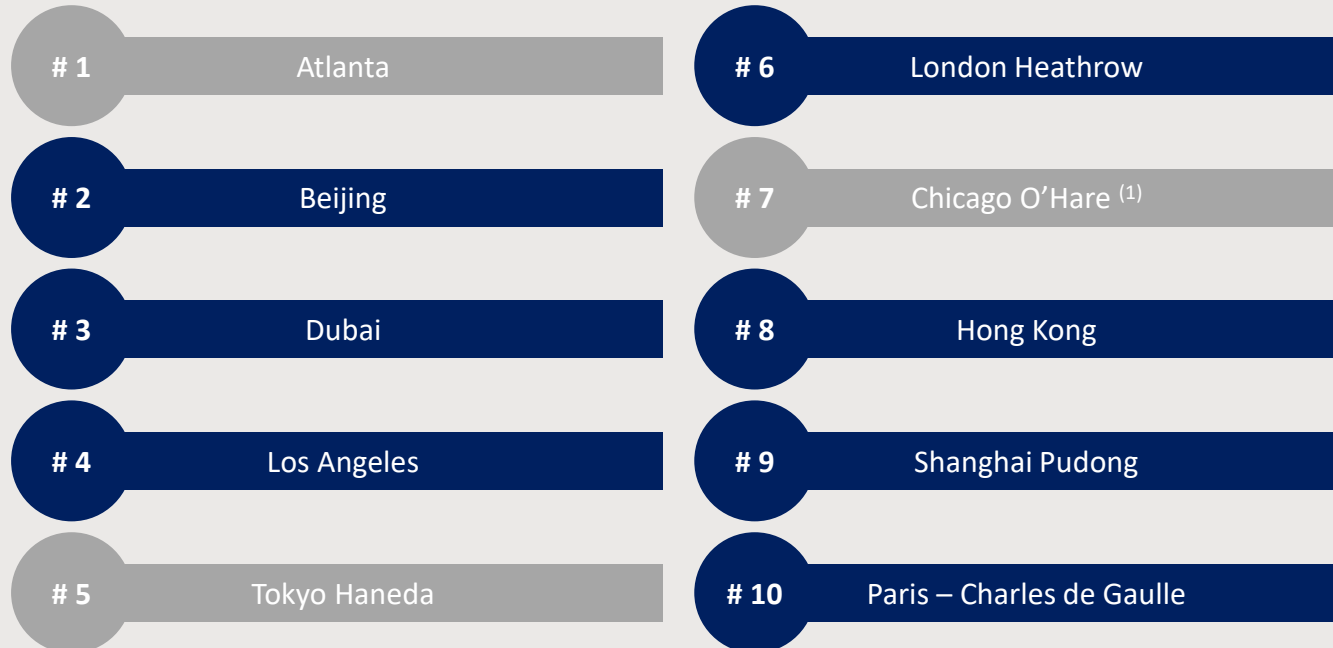 # 1 Atlanta
# 2 Beijing
# 3 Dubai
# 4 Los Angeles
# 5 Tokyo Haneda
# 6 London Heathrow
# 7 Chicago O’Hare (1)
# 8 Hong Kong
# 9 Shanghai Pudong
# 10 Paris – Charles de Gaulle